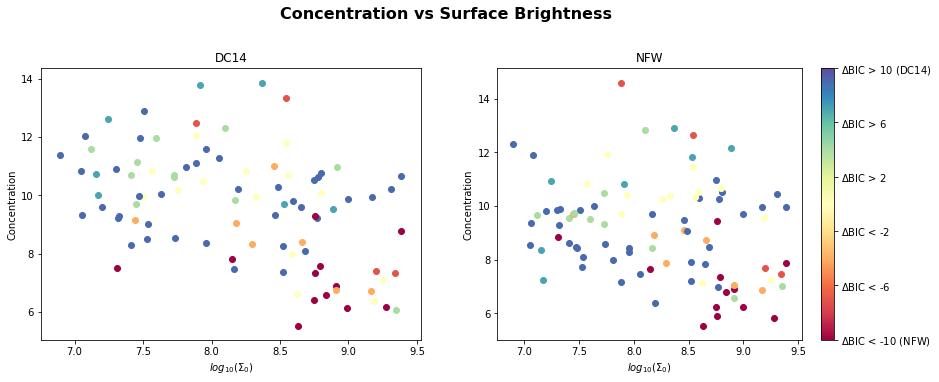 Concentration vs Surface Brightness
DC14
Concentration
14
12
10
8
6
7.0 7.5 8.0 8.5 9.0 9.5
log10(Σ0)
NFW
Concentration
14
12
10
8
6
7.0 7.5 8.0 8.5 9.0 9.5
log10(Σ0)
ΔBIC > 10 (DC14)
ΔBIC > 6
ΔBIC > 2
ΔBIC < -2
ΔBIC < -6
ΔBIC < -10 (NFW)